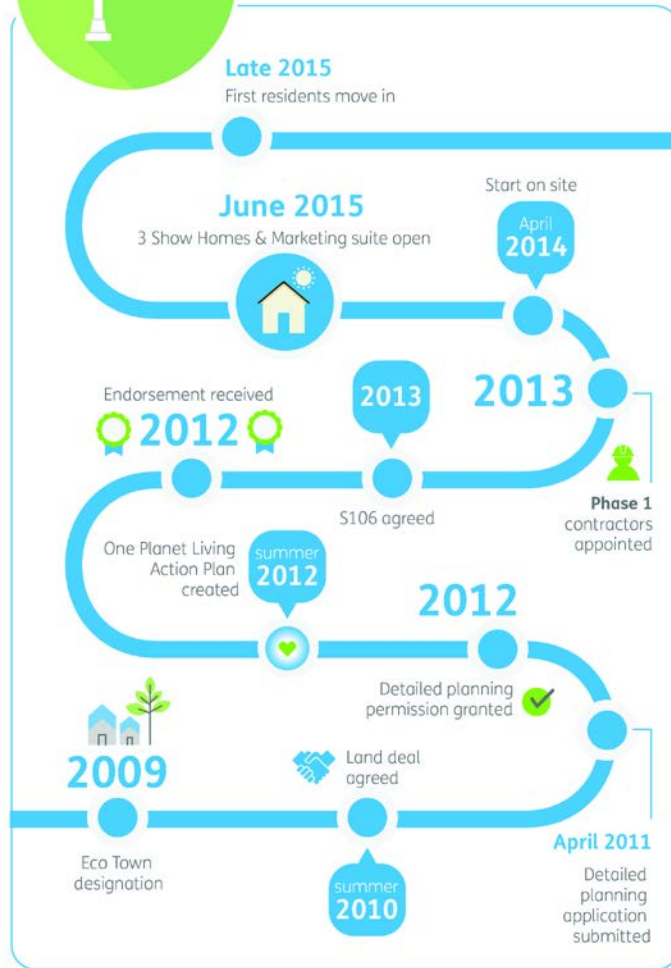 Late 2015
First residents move in
June 2015
3 Show Homes & Marketing suite open
Start on site
April
2014
2013
Phase 1
contractors
appointed
2013
S106 agreed
Endorsement received
2012
One Planet Living
Action Plan
created
summer
2012
2012
Detailed planning
permission granted
April 2011
Detailed
planning
application
submitted
Land deal
agreed
summer
2010
2009
Eco Town
designation